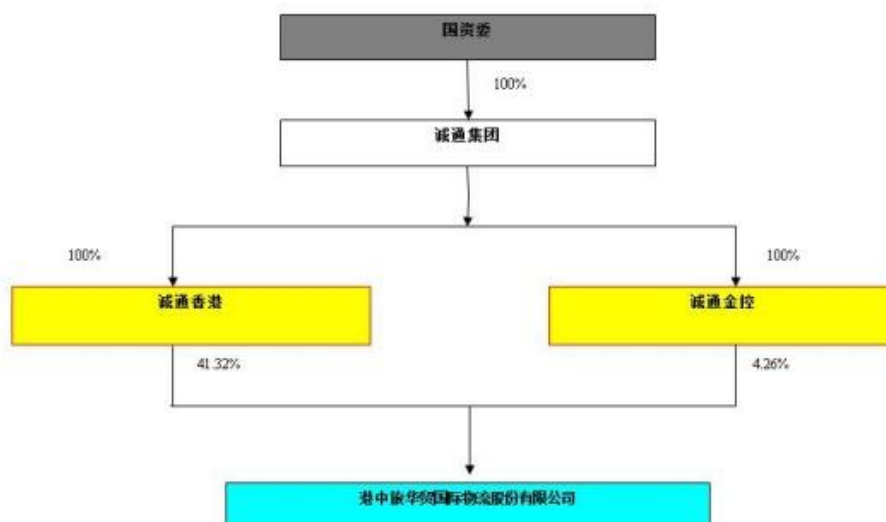 国资委
100%
诚通集团
100%
100%
诚通香港
诚通金控
41.32%
4.26%
港中旅华贸国际物流股份有限公司